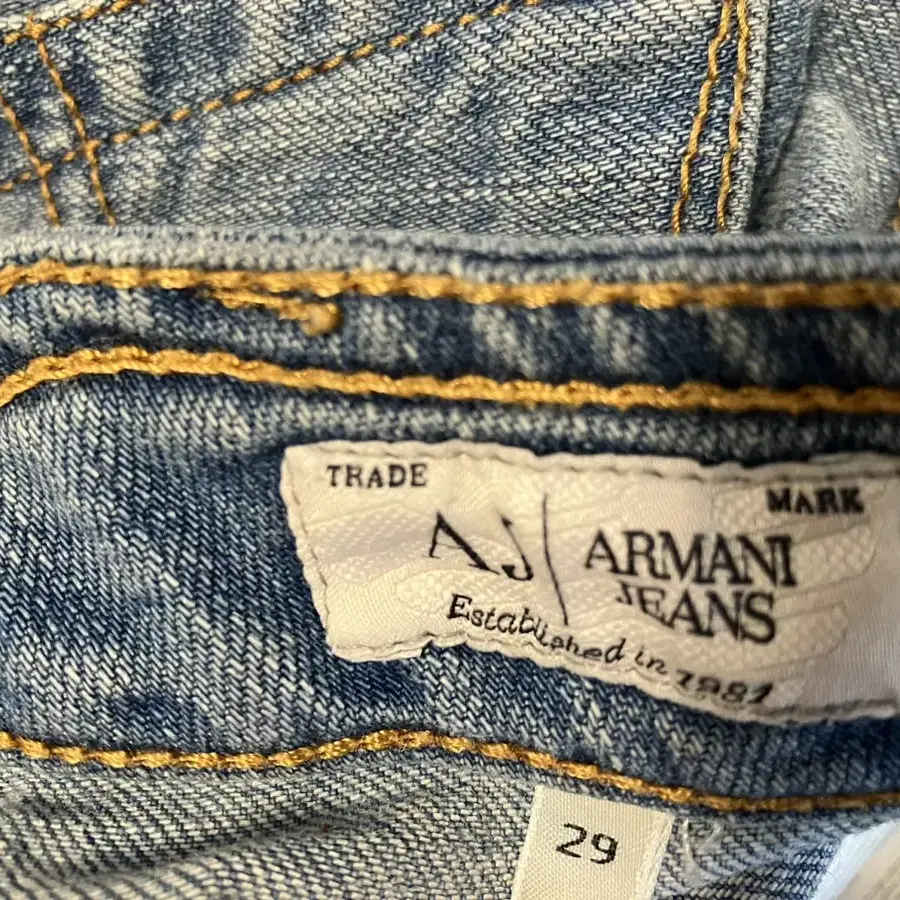 TRADE MARK
AJ | ARMANI
JEANS
Established in 1981
29